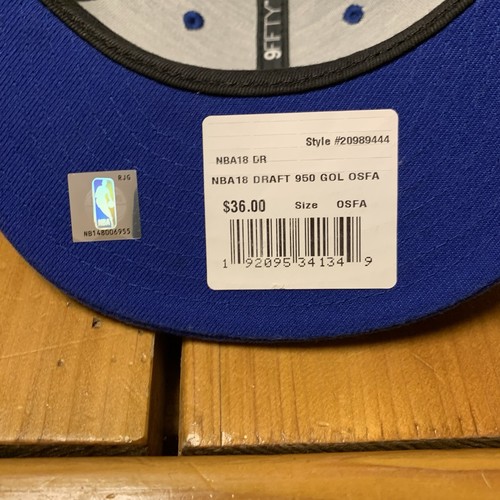 9FIFTY
Style #20989444
NBA18 DR
NBA18 DRAFT 950 GOL OSFA
$36.00 Size OSFA
1 92095 34134 9
RJG
NBA
NB148006955